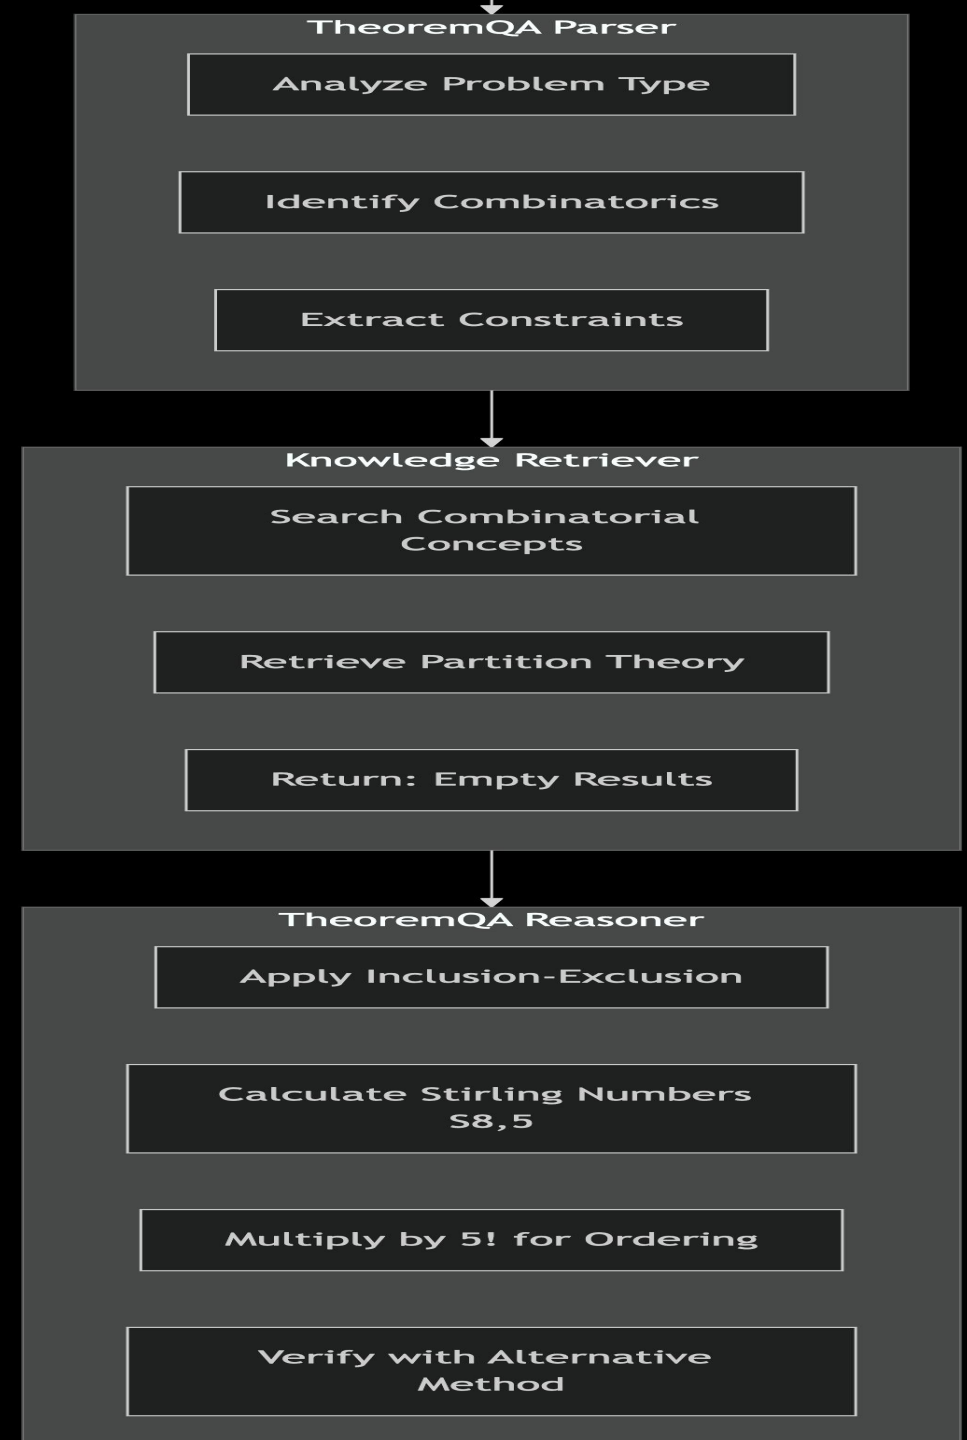 TheoremQA Parser
Analyze Problem Type
Identify Combinatorics
Extract Constraints
Knowledge Retriever
Search Combinatorial
Concepts
Retrieve Partition Theory
Return: Empty Results
TheoremQA Reasoner
Apply Inclusion-Exclusion
Calculate Stirling Numbers
S8,5
Multiply by 5! for Ordering
Verify with Alternative
Method